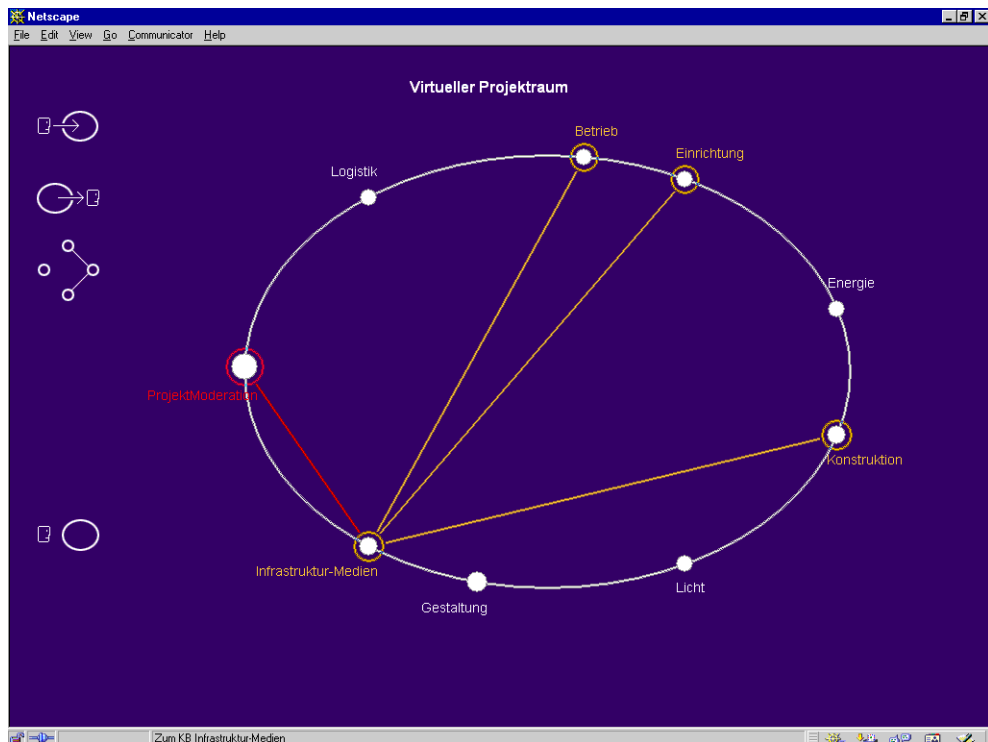 Netscape
File Edit View Go Communicator Help
Virtueller Projektraum
Betrieb
Einrichtung
Logistik
Energie
ProjektModeration
Konstruktion
Infrastruktur-Medien
Licht
Gestaltung
Zum KB Infrastruktur-Medien